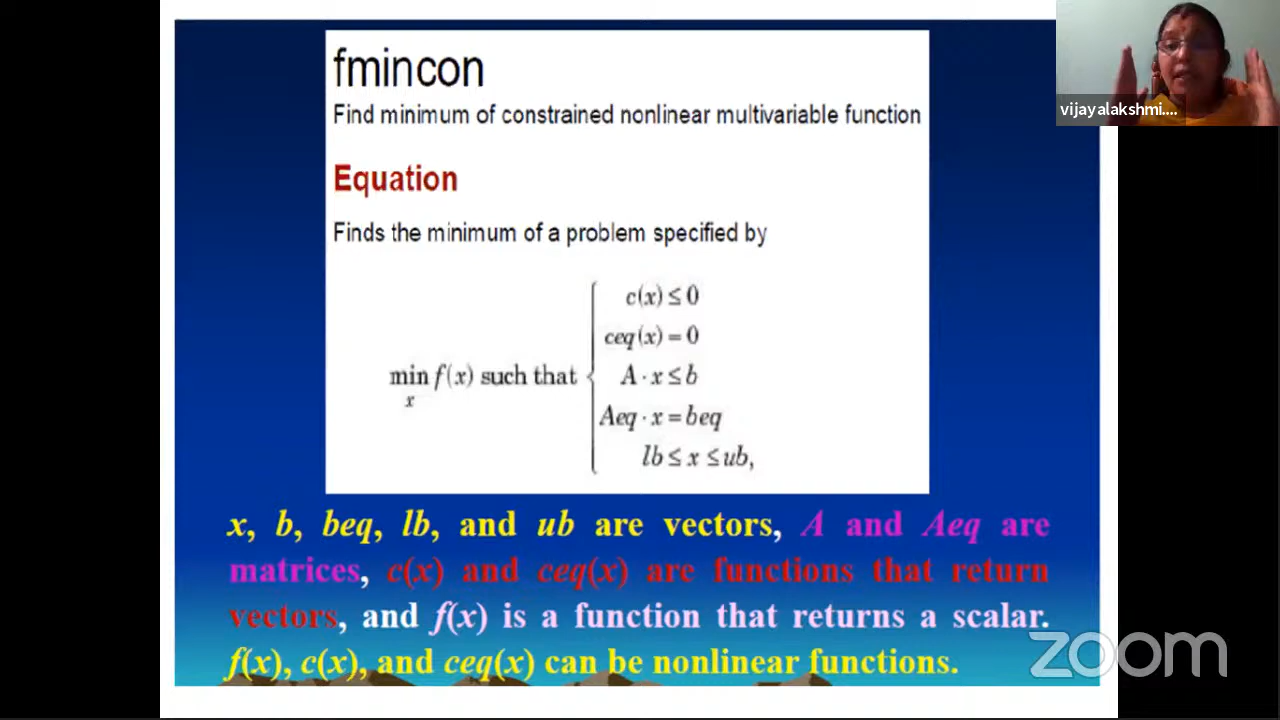 fmincon
Find minimum of constrained nonlinear multivariable function
Equation
Finds the minimum of a problem specified by
c(x) ≤ 0
ceq(x) = 0
min f(x) such that { A · x ≤ b
x
Aeq · x = beq
lb ≤ x ≤ ub,
x, b, beq, lb, and ub are vectors, A and Aeq are
matrices, c(x) and ceq(x) are functions that return
vectors, and f(x) is a function that returns a scalar.
f(x), c(x), and ceq(x) can be nonlinear functions.
vijayalakshmi....
zoom